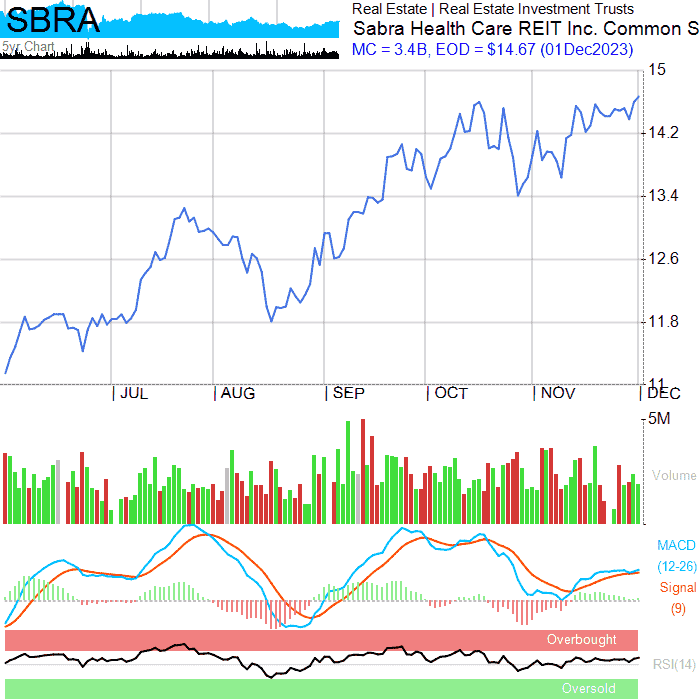 SBRA
5yr Chart
Real Estate | Real Estate Investment Trusts
Sabra Health Care REIT Inc. Common S
MC = 3.4B, EOD = $14.67 (01Dec2023)
15
14.2
13.4
12.6
11.8
11
| JUL | AUG | SEP | OCT | NOV | DEC
5M
Volume
MACD
(12-26)
Signal
(9)
Overbought
RSI(14)
Oversold